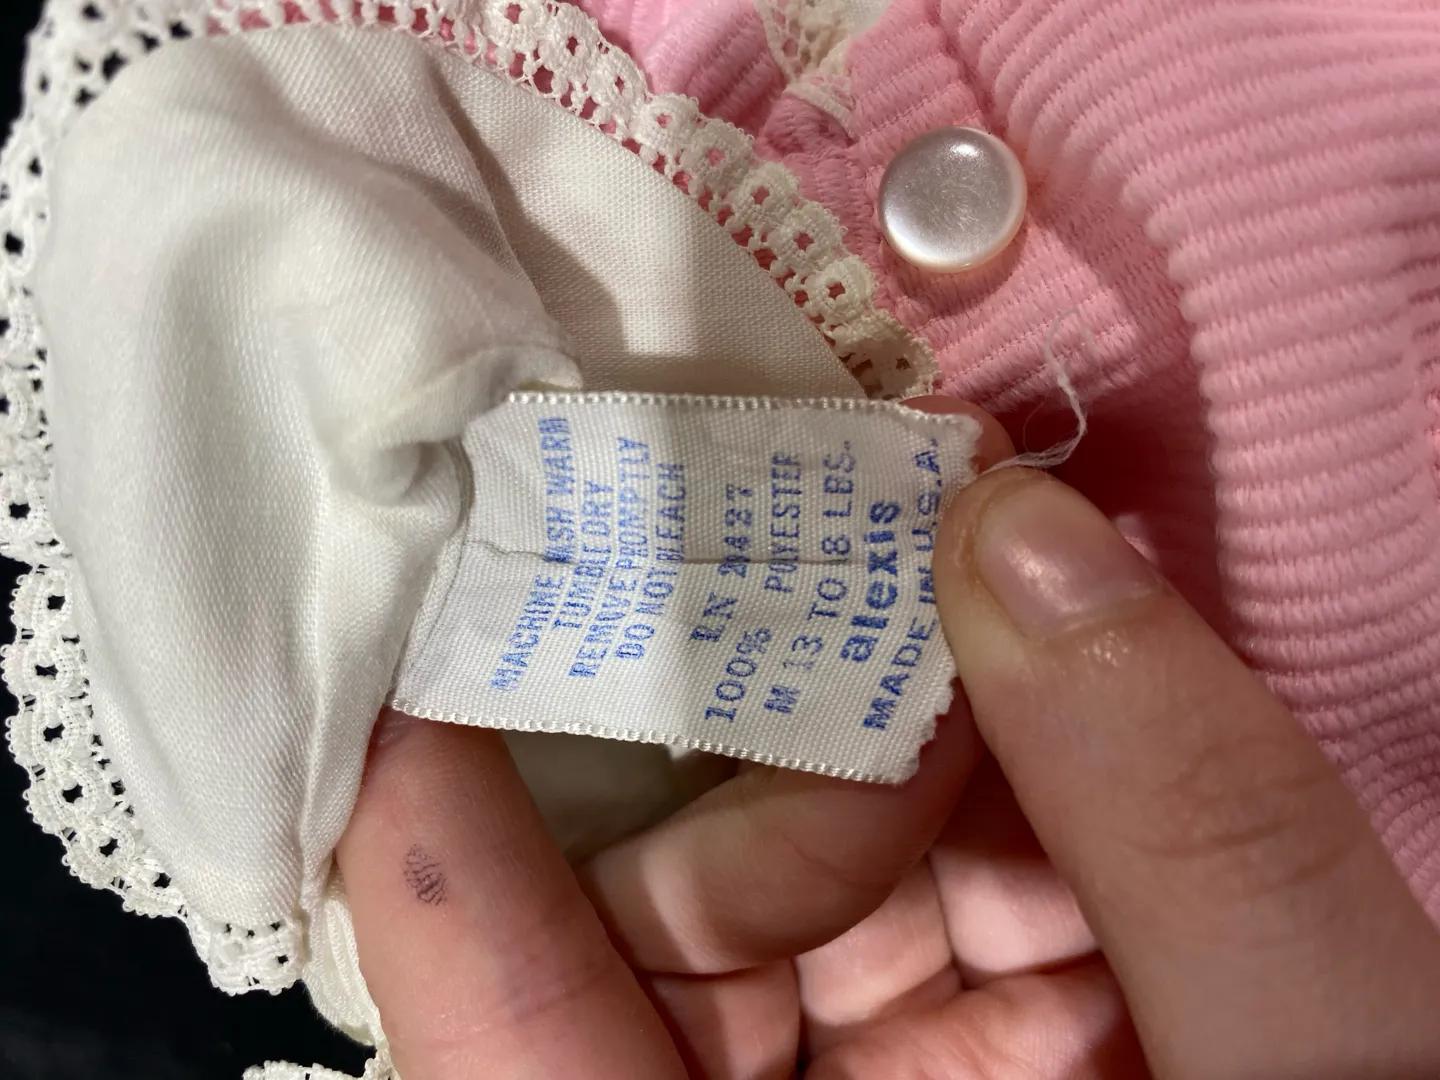 MACHINE WASH WARM
TUMBLE DRY
REMOVE PROMPTLY
DO NOT BLEACH
100% POLYESTER
M 13 TO 18 LBS.
alexis
MADE IN U.S.A.